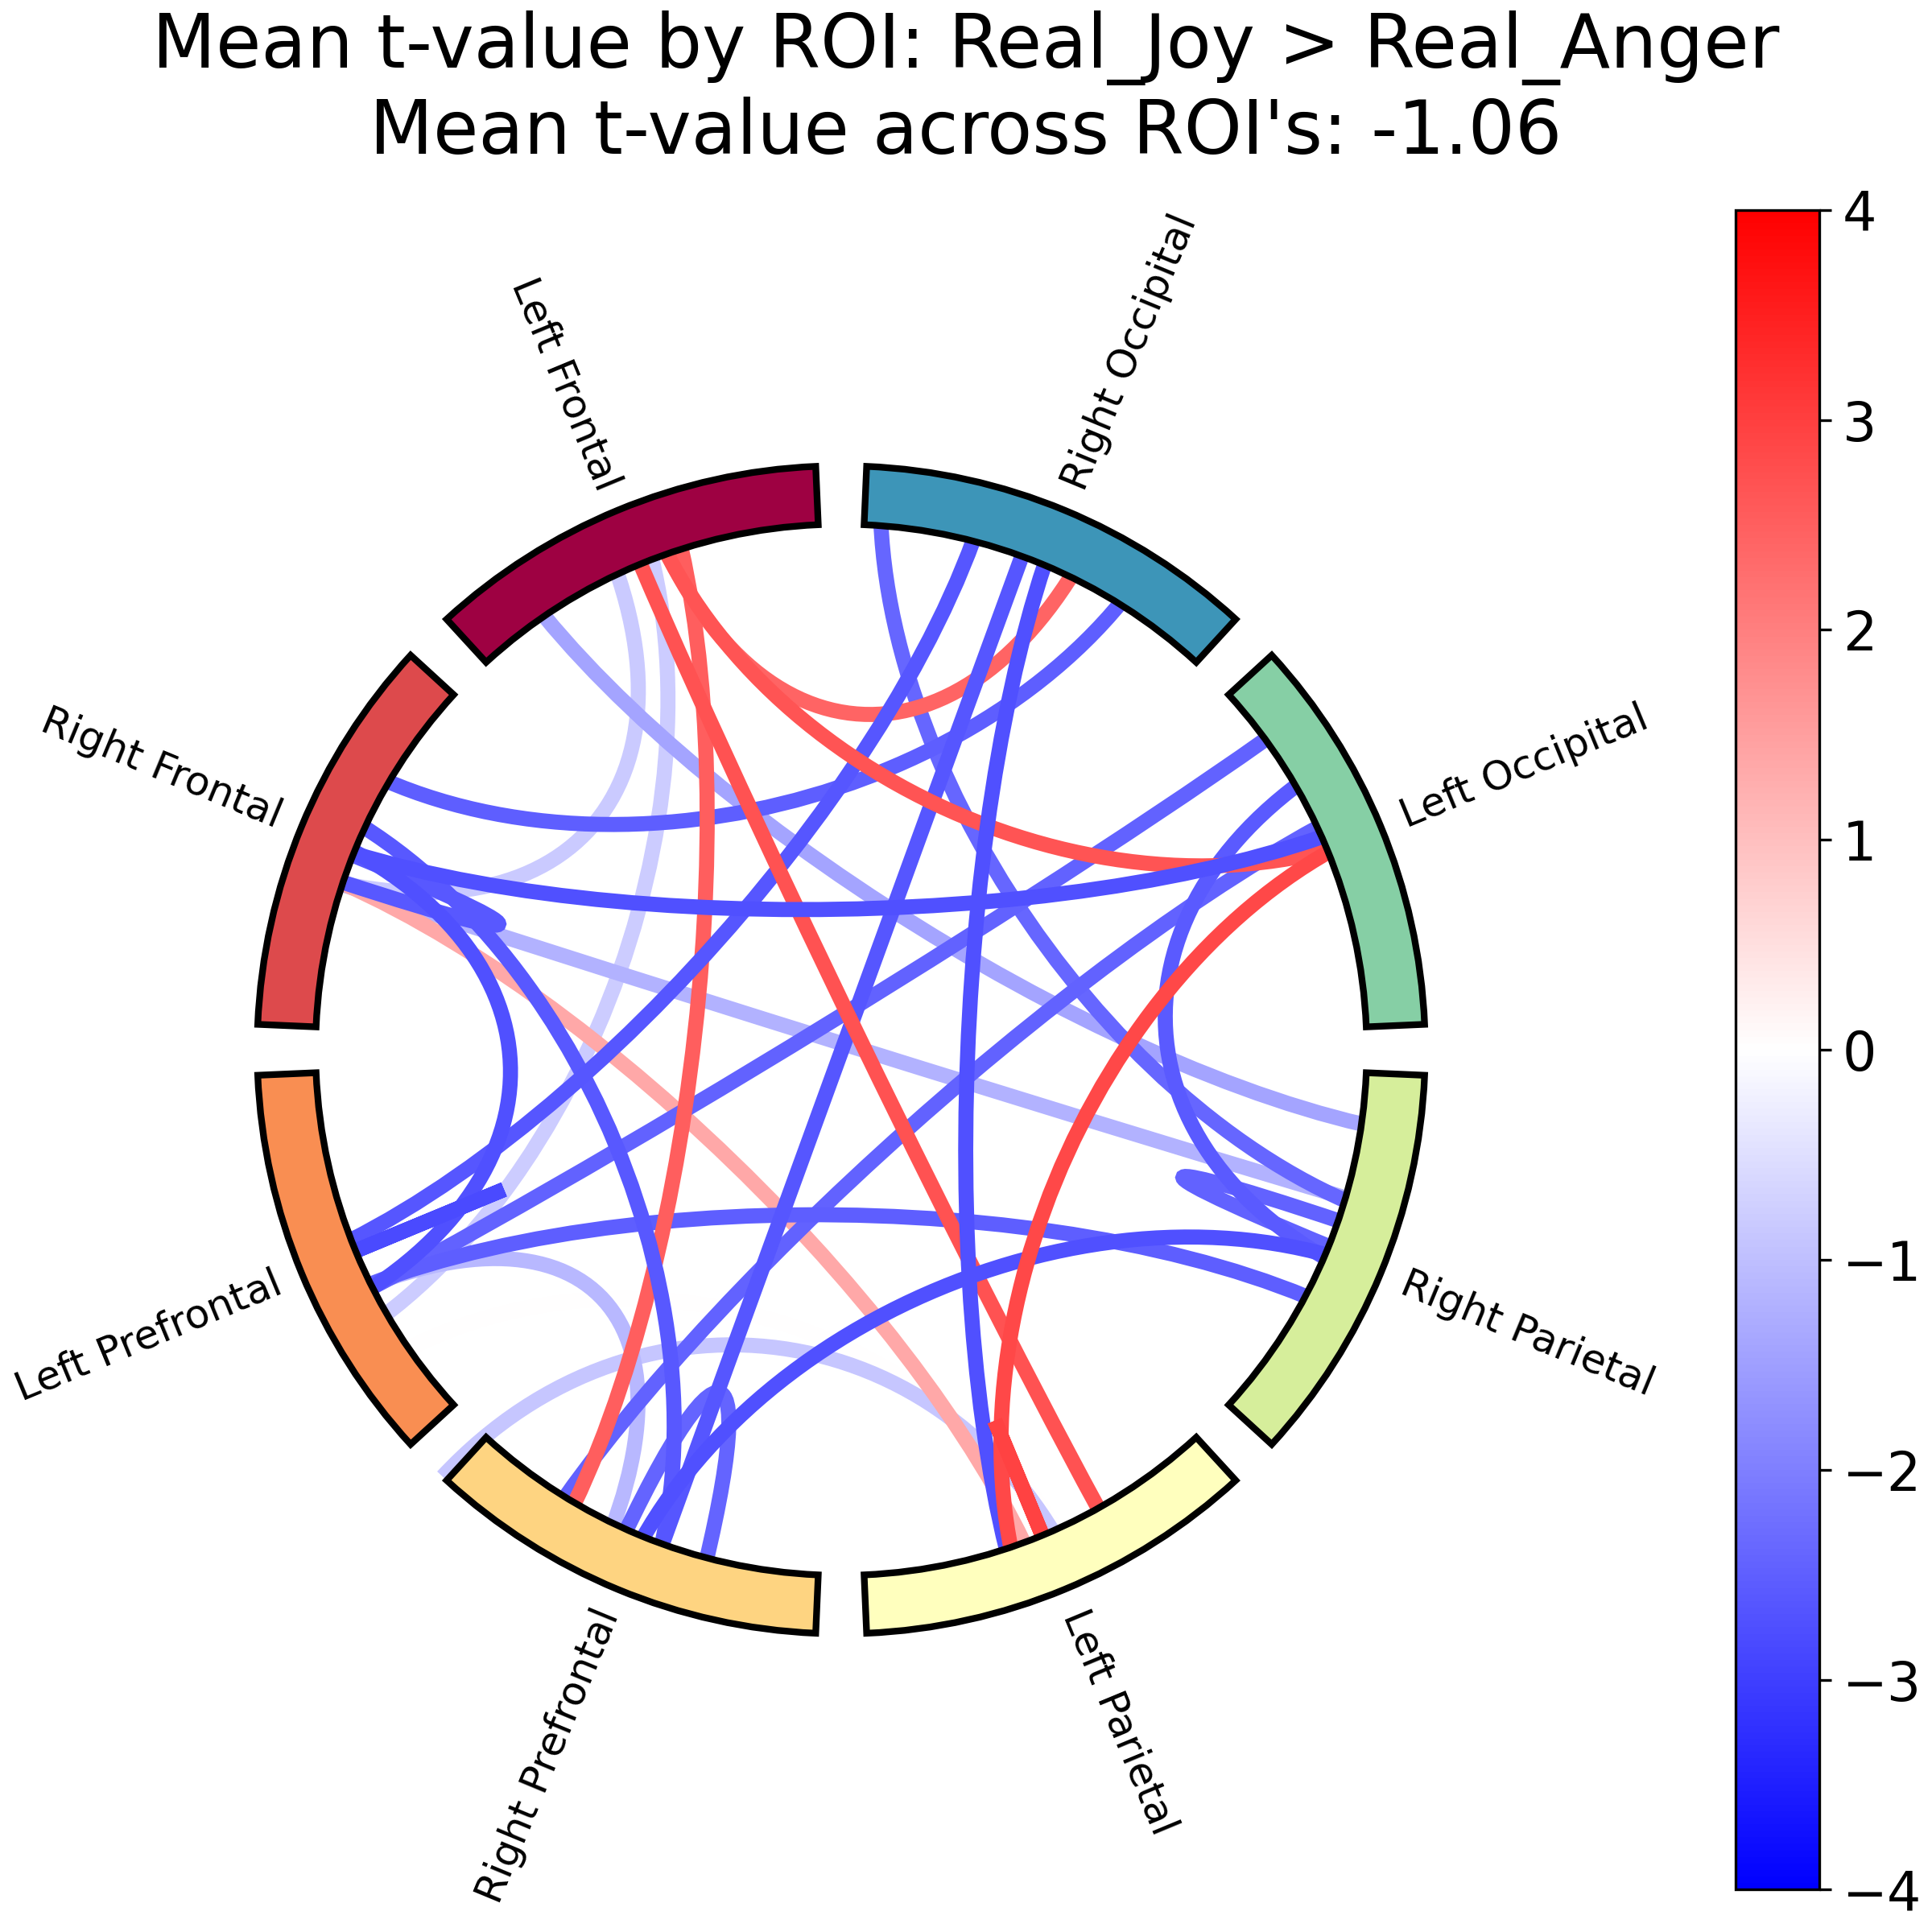 Mean t-value by ROI: Real_Joy > Real_Anger
Mean t-value across ROI's: -1.06
Left Frontal
Right Occipital
Right Frontal
Left Occipital
Left Prefrontal
Right Parietal
Right Prefrontal
Left Parietal
4
3
2
1
0
−1
−2
−3
−4